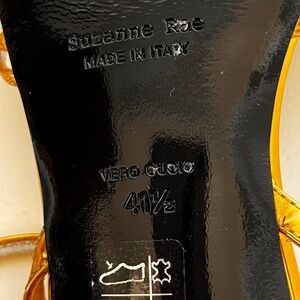 Suzanne Rae
MADE IN ITALY
VERO CUOIO
41½